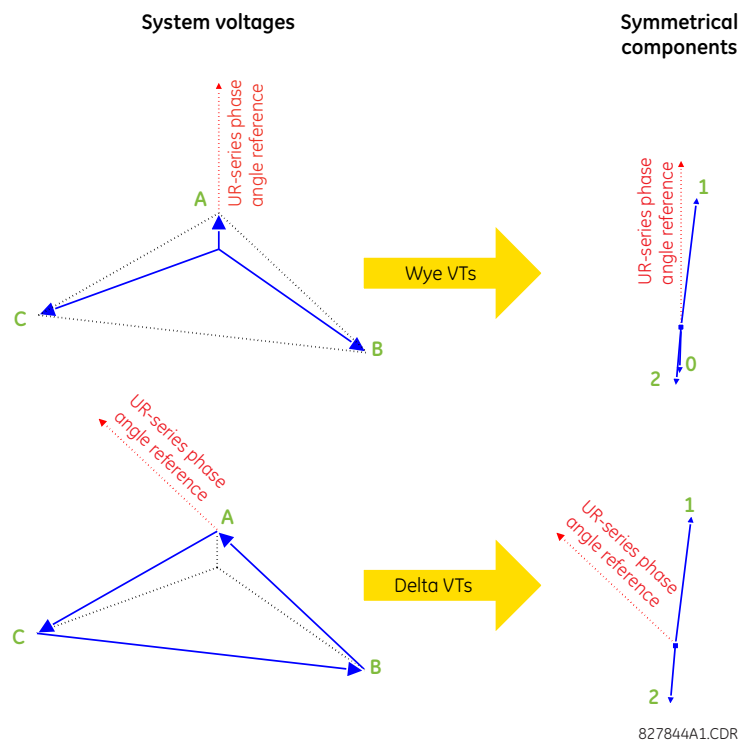 System voltages
Symmetrical
components
UR-series phase
angle reference
A
C
B
Wye VTs
UR-series phase
angle reference
1
2
0
UR-series phase
angle reference
A
C
B
Delta VTs
UR-series phase
angle reference
1
2
827844A1.CDR